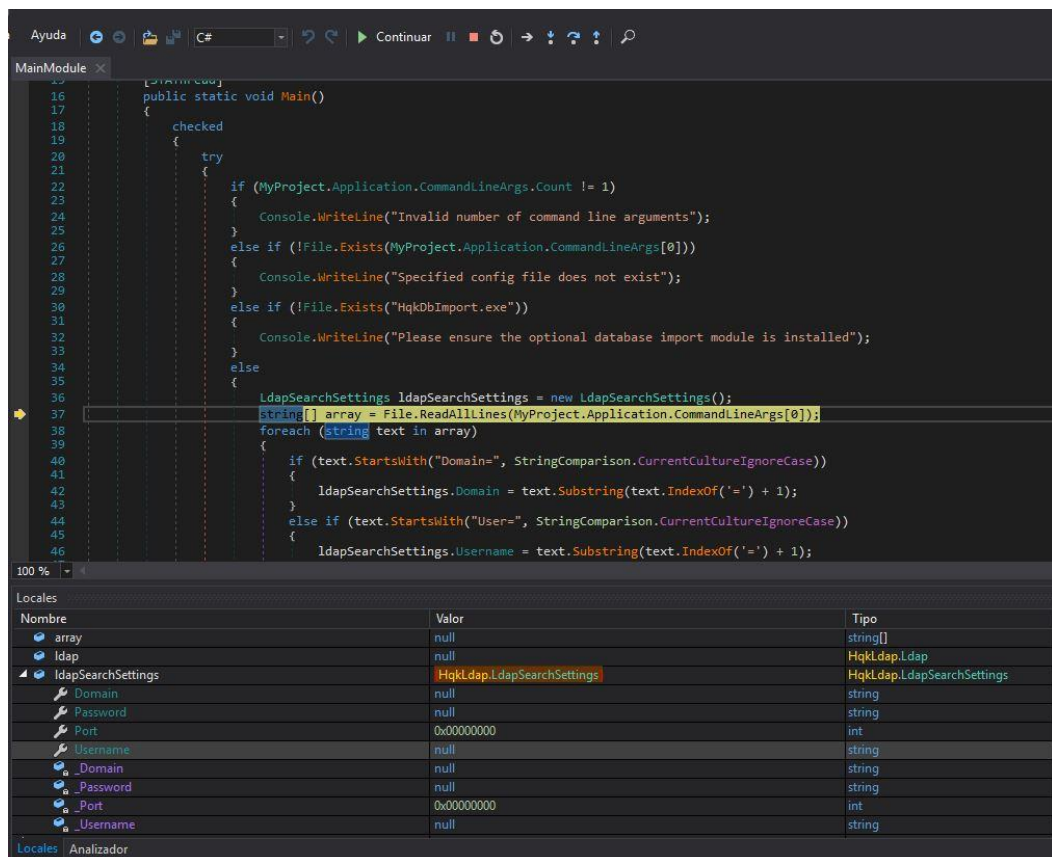 Ayuda C# Continuar
MainModule
15 [STAThread]
16 public static void Main()
17 {
18 checked
19 {
20 try
21 {
22 if (MyProject.Application.CommandLineArgs.Count != 1)
23 {
24 Console.WriteLine("Invalid number of command line arguments");
25 }
26 else if (!File.Exists(MyProject.Application.CommandLineArgs[0]))
27 {
28 Console.WriteLine("Specified config file does not exist");
29 }
30 else if (!File.Exists("HqkDbImport.exe"))
31 {
32 Console.WriteLine("Please ensure the optional database import module is installed");
33 }
34 else
35 {
36 LdapSearchSettings ldapSearchSettings = new LdapSearchSettings();
37 string[] array = File.ReadAllLines(MyProject.Application.CommandLineArgs[0]);
38 foreach (string text in array)
39 {
40 if (text.StartsWith("Domain=", StringComparison.CurrentCultureIgnoreCase))
41 {
42 ldapSearchSettings.Domain = text.Substring(text.IndexOf('=') + 1);
43 }
44 else if (text.StartsWith("User=", StringComparison.CurrentCultureIgnoreCase))
45 {
46 ldapSearchSettings.Username = text.Substring(text.IndexOf('=') + 1);
100 %
Locales
Nombre Valor Tipo
array null string[]
ldap null HqkLdap.Ldap
ldapSearchSettings HqkLdap.LdapSearchSettings HqkLdap.LdapSearchSettings
Domain null string
Password null string
Port 0x00000000 int
Username null string
_Domain null string
_Password null string
_Port 0x00000000 int
_Username null string
Locales Analizador